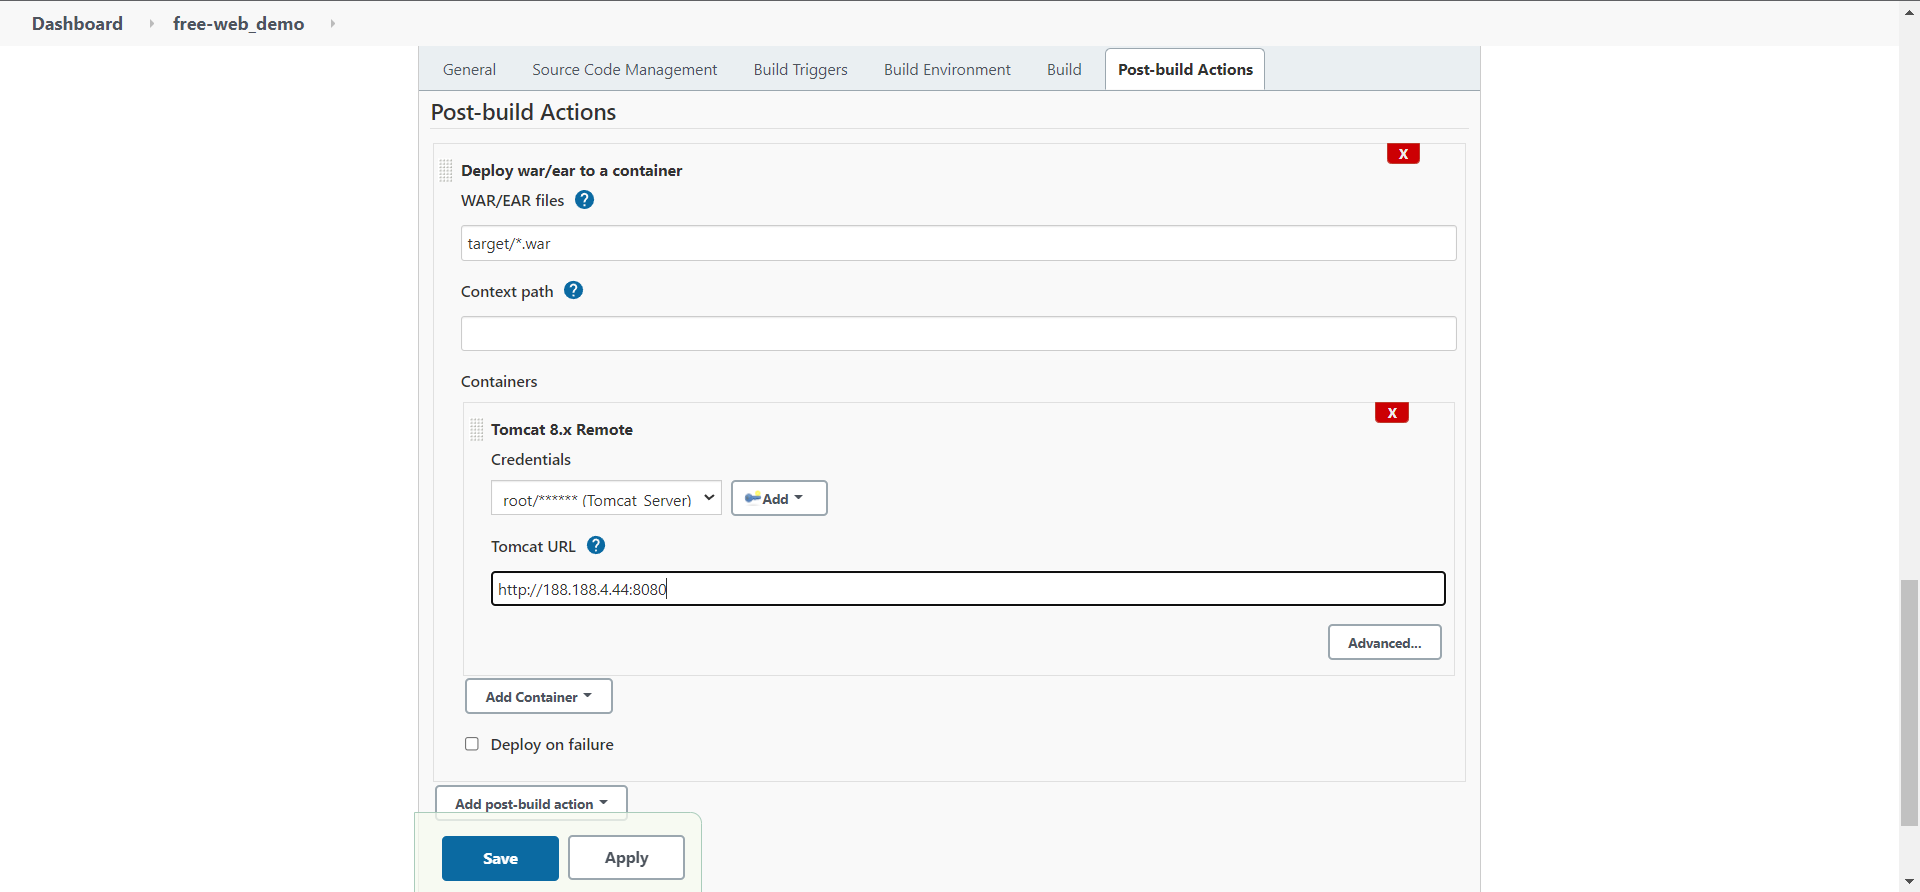 Dashboard free-web_demo
General Source Code Management Build Triggers Build Environment Build Post-build Actions
Post-build Actions
X
Deploy war/ear to a container
WAR/EAR files ?
target/*.war
Context path ?
Containers
X
Tomcat 8.x Remote
Credentials
root/****** (Tomcat_Server) Add
Tomcat URL ?
http://188.188.4.44:8080
Advanced...
Add Container
Deploy on failure
Add post-build action
Save Apply